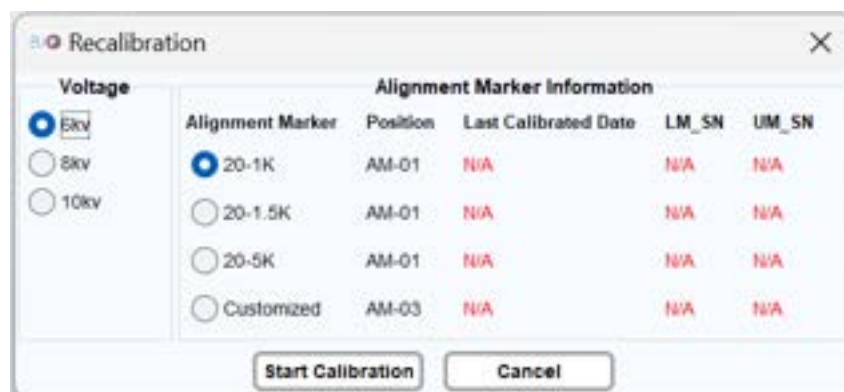 Recalibration
Voltage
Alignment Marker Information
6kv
8kv
10kv
Alignment Marker Position Last Calibrated Date LM_SN UM_SN
20-1K AM-01 N/A N/A N/A
20-1.5K AM-01 N/A N/A N/A
20-5K AM-01 N/A N/A N/A
Customized AM-03 N/A N/A N/A
Start Calibration Cancel